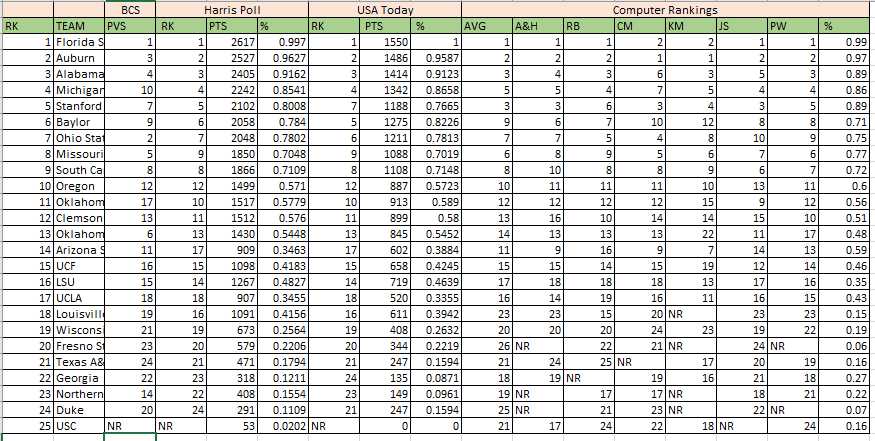 BCS Harris Poll USA Today Computer Rankings
RK TEAM PVS RK PTS % RK PTS % AVG A&H RB CM KM JS PW %
1 Florida S 1 1 2617 0.997 1 1550 1 1 1 1 2 2 1 1 0.99
2 Auburn 3 2 2527 0.9627 2 1486 0.9587 2 2 2 1 1 2 2 0.97
3 Alabama 4 3 2405 0.9162 3 1414 0.9123 3 4 3 6 3 5 3 0.89
4 Michigan 10 4 2242 0.8541 4 1342 0.8658 5 5 4 7 5 4 4 0.86
5 Stanford 7 5 2102 0.8008 7 1188 0.7665 3 3 6 3 4 3 5 0.89
6 Baylor 9 6 2058 0.784 5 1275 0.8226 9 6 7 10 12 8 8 0.71
7 Ohio Stat 2 7 2048 0.7802 6 1211 0.7813 7 7 5 4 8 10 9 0.75
8 Missouri 5 9 1850 0.7048 9 1088 0.7019 6 8 9 5 6 7 6 0.77
9 South Ca 8 8 1866 0.7109 8 1108 0.7148 8 10 8 8 9 6 7 0.72
10 Oregon 12 12 1499 0.571 12 887 0.5723 10 11 11 11 10 13 11 0.6
11 Oklahom 17 10 1517 0.5779 10 913 0.589 12 12 12 12 15 9 12 0.56
12 Clemson 13 11 1512 0.576 11 899 0.58 13 16 10 14 14 15 10 0.51
13 Oklahom 6 13 1430 0.5448 13 845 0.5452 14 13 13 13 22 11 17 0.48
14 Arizona S 11 17 909 0.3463 17 602 0.3884 11 9 16 9 7 14 13 0.59
15 UCF 16 15 1098 0.4183 15 658 0.4245 15 15 14 15 19 12 14 0.46
16 LSU 15 14 1267 0.4827 14 719 0.4639 17 18 18 18 13 17 16 0.35
17 UCLA 18 18 907 0.3455 18 520 0.3355 16 14 19 16 11 16 15 0.43
18 Louisville 19 16 1091 0.4156 16 611 0.3942 23 23 15 20 NR 23 23 0.15
19 Wisconsi 21 19 673 0.2564 19 408 0.2632 20 20 20 24 23 19 22 0.19
20 Fresno St 23 20 579 0.2206 20 344 0.2219 26 NR 22 21 NR 24 NR 0.06
21 Texas A& 24 21 471 0.1794 21 247 0.1594 21 24 25 NR 17 20 19 0.16
22 Georgia 22 23 318 0.1211 24 135 0.0871 18 19 NR 19 16 21 18 0.27
23 Northern 14 22 408 0.1554 23 149 0.0961 19 NR 17 17 NR 18 21 0.22
24 Duke 20 24 291 0.1109 21 247 0.1594 25 NR 21 23 NR 22 NR 0.07
25 USC NR NR 53 0.0202 NR 0 0 21 17 24 22 18 NR 24 0.16